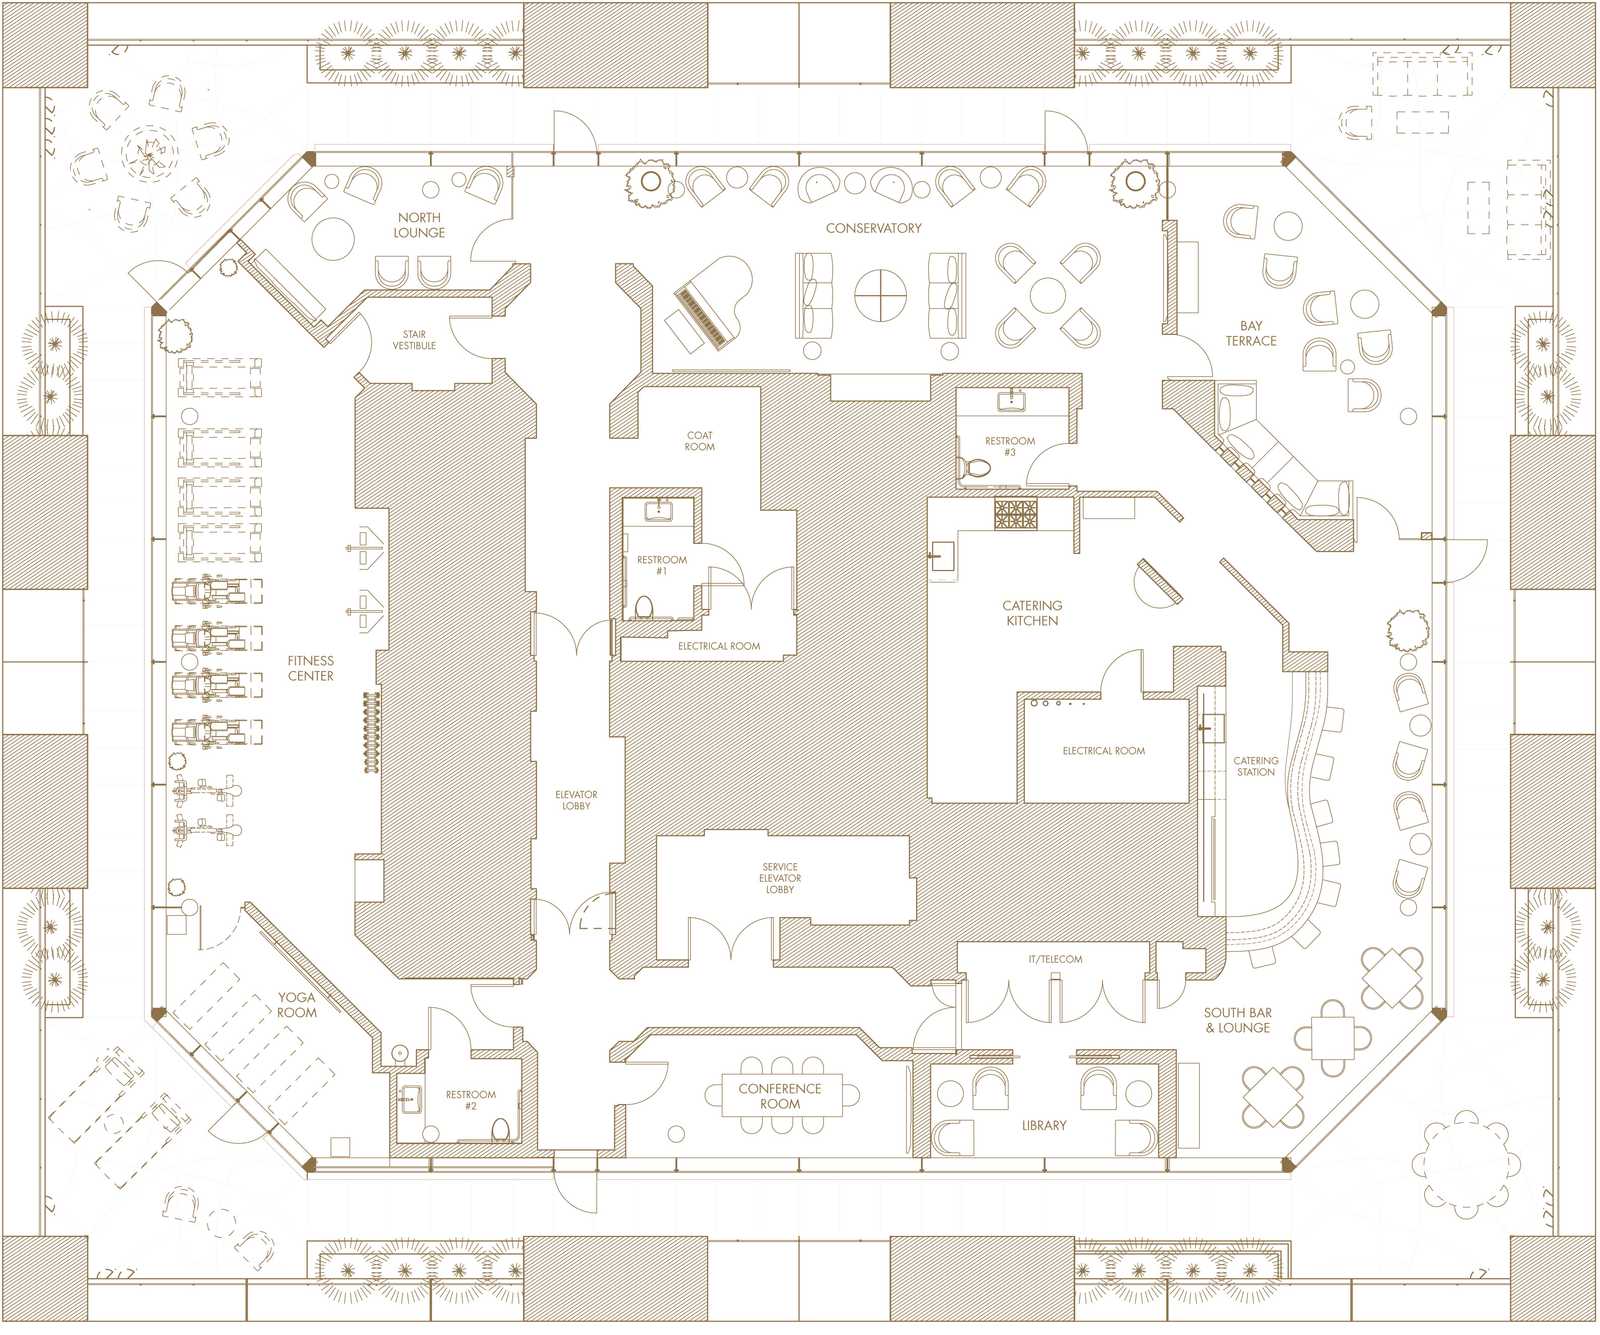 NORTH
LOUNGE
CONSERVATORY
STAIR
VESTIBULE
BAY
TERRACE
COAT
ROOM
RESTROOM
#3
RESTROOM
#1
CATERING
KITCHEN
ELECTRICAL ROOM
FITNESS
CENTER
ELECTRICAL ROOM
CATERING
STATION
ELEVATOR
LOBBY
SERVICE
ELEVATOR
LOBBY
IT/TELECOM
YOGA
ROOM
SOUTH BAR
& LOUNGE
RESTROOM
#2
CONFERENCE
ROOM
LIBRARY